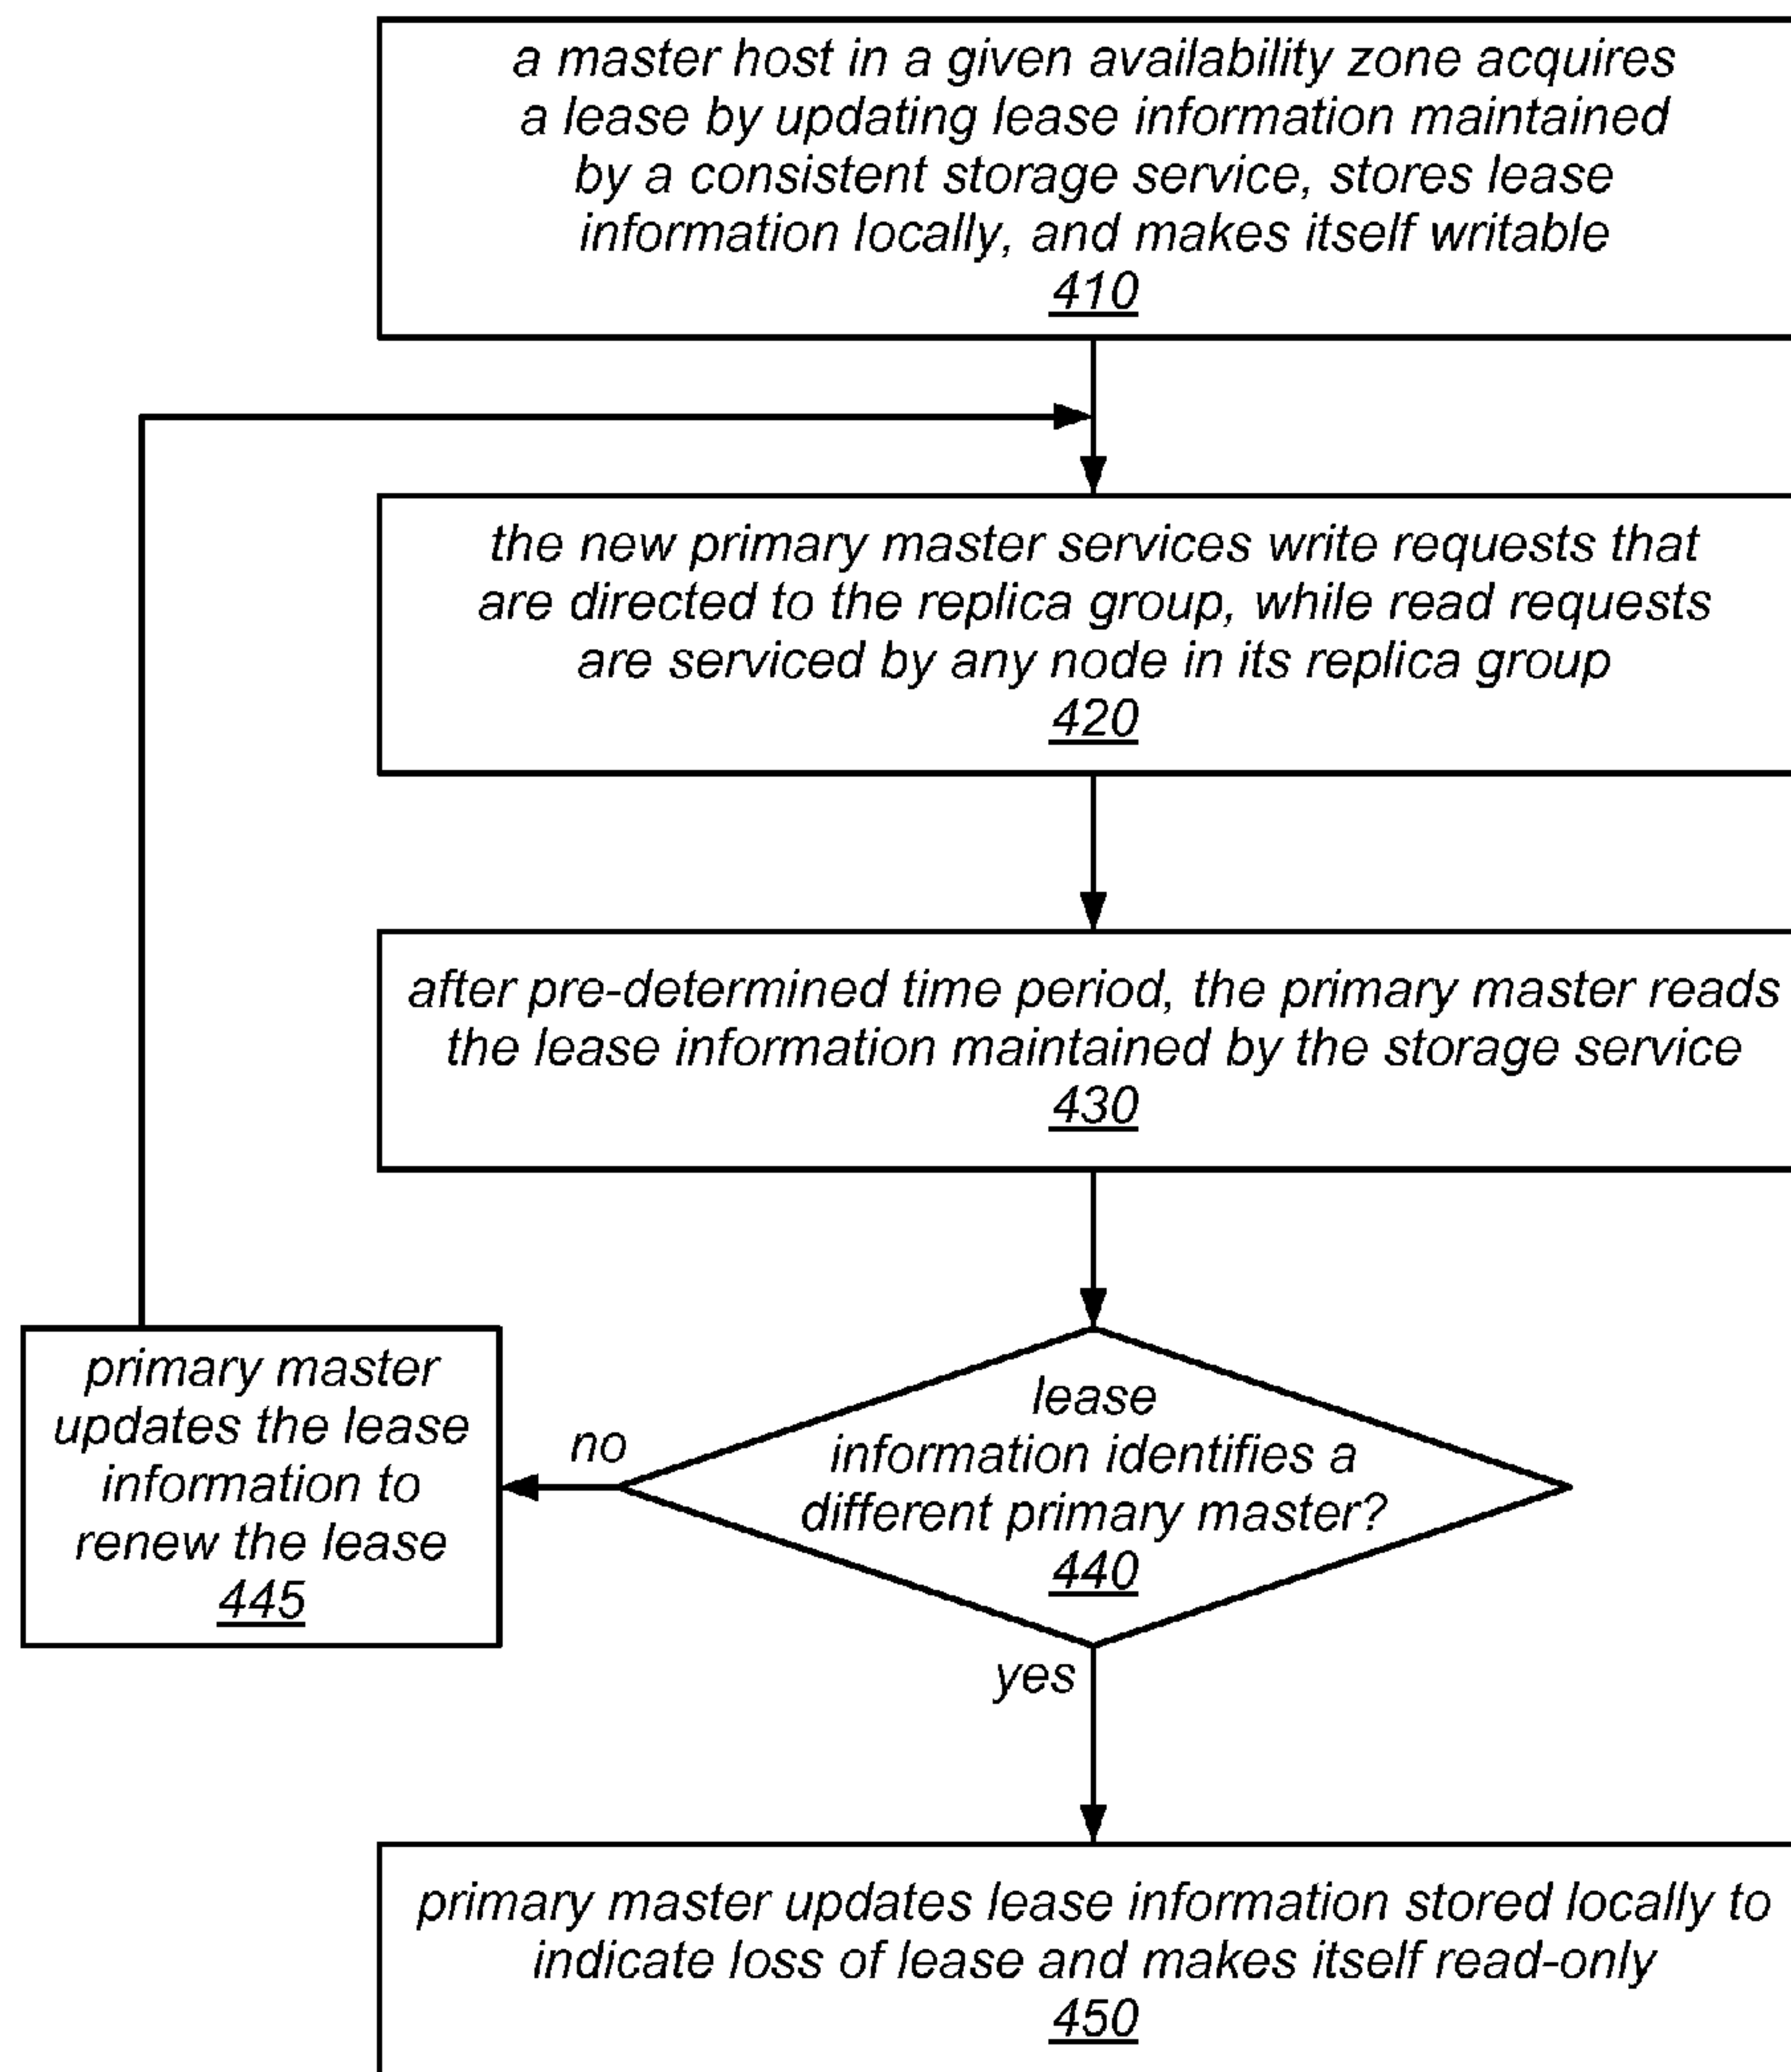 a master host in a given availability zone acquires
a lease by updating lease information maintained
by a consistent storage service, stores lease
information locally, and makes itself writable
410
the new primary master services write requests that
are directed to the replica group, while read requests
are serviced by any node in its replica group
420
after pre-determined time period, the primary master reads
the lease information maintained by the storage service
430
lease
information identifies a
different primary master?
440
no
primary master
updates the lease
information to
renew the lease
445
yes
primary master updates lease information stored locally to
indicate loss of lease and makes itself read-only
450